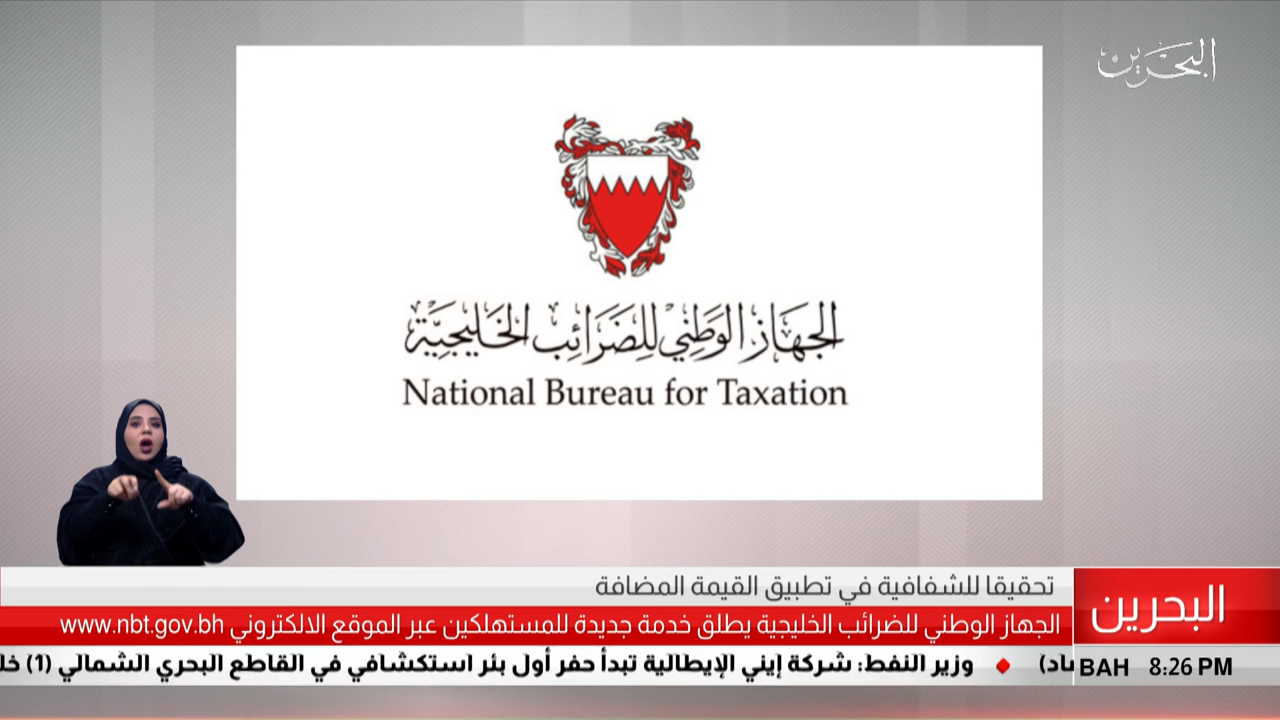 البحرين
الجهاز الوطني للضرائب الخليجية
National Bureau for Taxation
تحقيقا للشفافية في تطبيق القيمة المضافة
البحرين
الجهاز الوطني للضرائب الخليجية يطلق خدمة جديدة للمستهلكين عبر الموقع الالكتروني www.nbt.gov.bh
وزير النفط: شركة إيني الإيطالية تبدأ حفر أول بئر استكشافي في القاطع البحري الشمالي (1)
BAH 8:26 PM